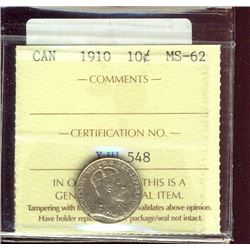 CAN 1910 10¢ MS-62
— COMMENTS —
— CERTIFICATION NO. —
548
IN O THIS IS A
GEN AL ITEM.
Tampering with validates above opinion.
Have holder repla package/seal not intact.